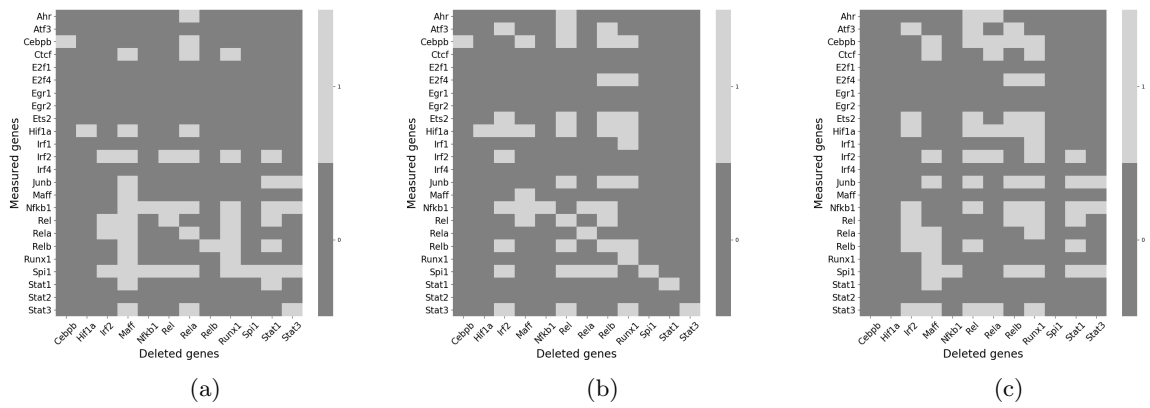 Measured genes
Ahr
Atf3
Cebpb
Ctcf
E2f1
E2f4
Egr1
Egr2
Ets2
Hif1a
Irf1
Irf2
Irf4
Junb
Maff
Nfkb1
Rel
Rela
Relb
Runx1
Spi1
Stat1
Stat2
Stat3
Cebpb Hif1a Irf2 Maff Nfkb1 Rel Rela Relb Runx1 Spi1 Stat1 Stat3
Deleted genes
1
0
(a)
Measured genes
Ahr
Atf3
Cebpb
Ctcf
E2f1
E2f4
Egr1
Egr2
Ets2
Hif1a
Irf1
Irf2
Irf4
Junb
Maff
Nfkb1
Rel
Rela
Relb
Runx1
Spi1
Stat1
Stat2
Stat3
Cebpb Hif1a Irf2 Maff Nfkb1 Rel Rela Relb Runx1 Spi1 Stat1 Stat3
Deleted genes
1
0
(b)
Measured genes
Ahr
Atf3
Cebpb
Ctcf
E2f1
E2f4
Egr1
Egr2
Ets2
Hif1a
Irf1
Irf2
Irf4
Junb
Maff
Nfkb1
Rel
Rela
Relb
Runx1
Spi1
Stat1
Stat2
Stat3
Cebpb Hif1a Irf2 Maff Nfkb1 Rel Rela Relb Runx1 Spi1 Stat1 Stat3
Deleted genes
1
0
(c)